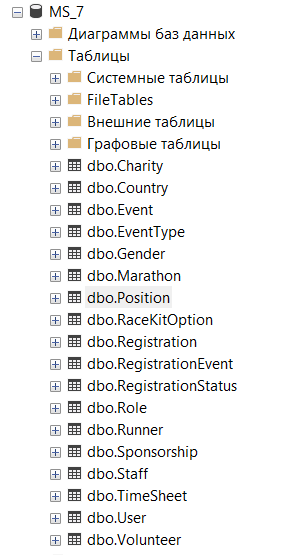 MS_7
Диаграммы баз данных
Таблицы
Системные таблицы
FileTables
Внешние таблицы
Графовые таблицы
dbo.Charity
dbo.Country
dbo.Event
dbo.EventType
dbo.Gender
dbo.Marathon
dbo.Position
dbo.RaceKitOption
dbo.Registration
dbo.RegistrationEvent
dbo.RegistrationStatus
dbo.Role
dbo.Runner
dbo.Sponsorship
dbo.Staff
dbo.TimeSheet
dbo.User
dbo.Volunteer